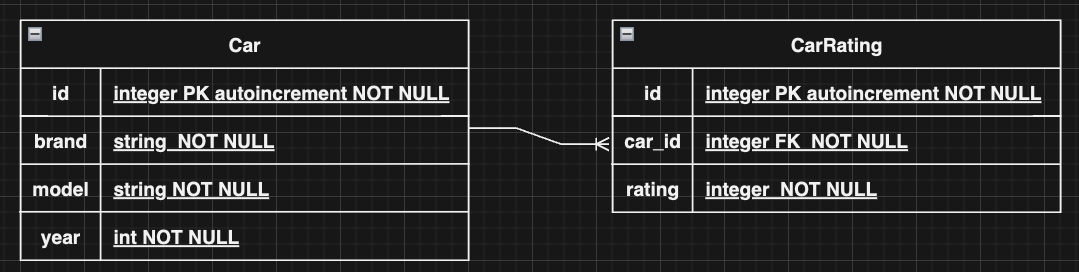 Car
id integer PK autoincrement NOT NULL
brand string  NOT NULL
model string NOT NULL
year int NOT NULL
CarRating
id integer PK autoincrement NOT NULL
car_id integer FK  NOT NULL
rating integer  NOT NULL